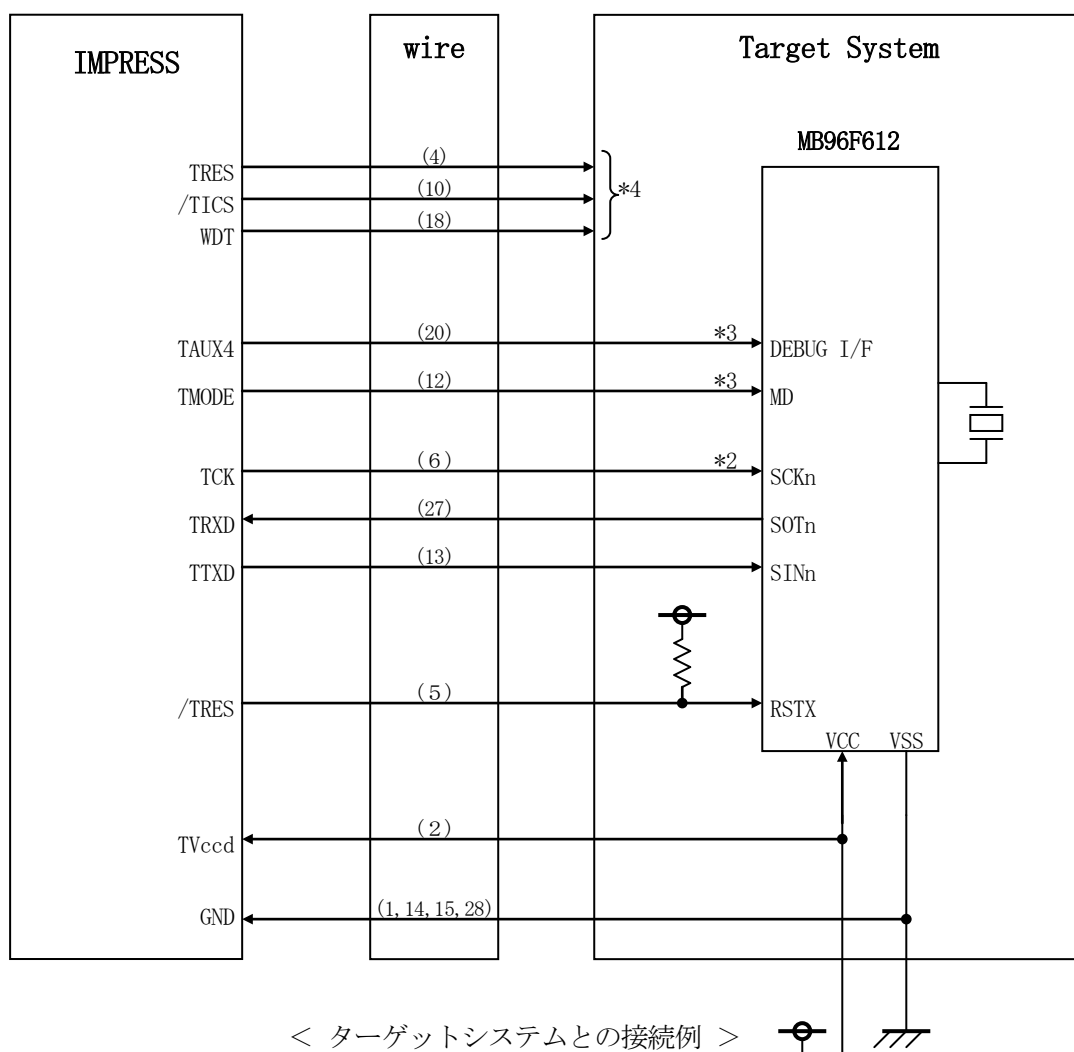 IMPRESS
wire
Target System
MB96F612
TRES
(4)
*4
/TICS
(10)
WDT
(18)
TAUX4
(20)
*3
DEBUG I/F
TMODE
(12)
*3
MD
TCK
(6)
*2
SCKn
TRXD
(27)
SOTn
TTXD
(13)
SINn
/TRES
(5)
RSTX
VCC
VSS
TVccd
(2)
GND
(1,14,15,28)
< ターゲットシステムとの接続例 >